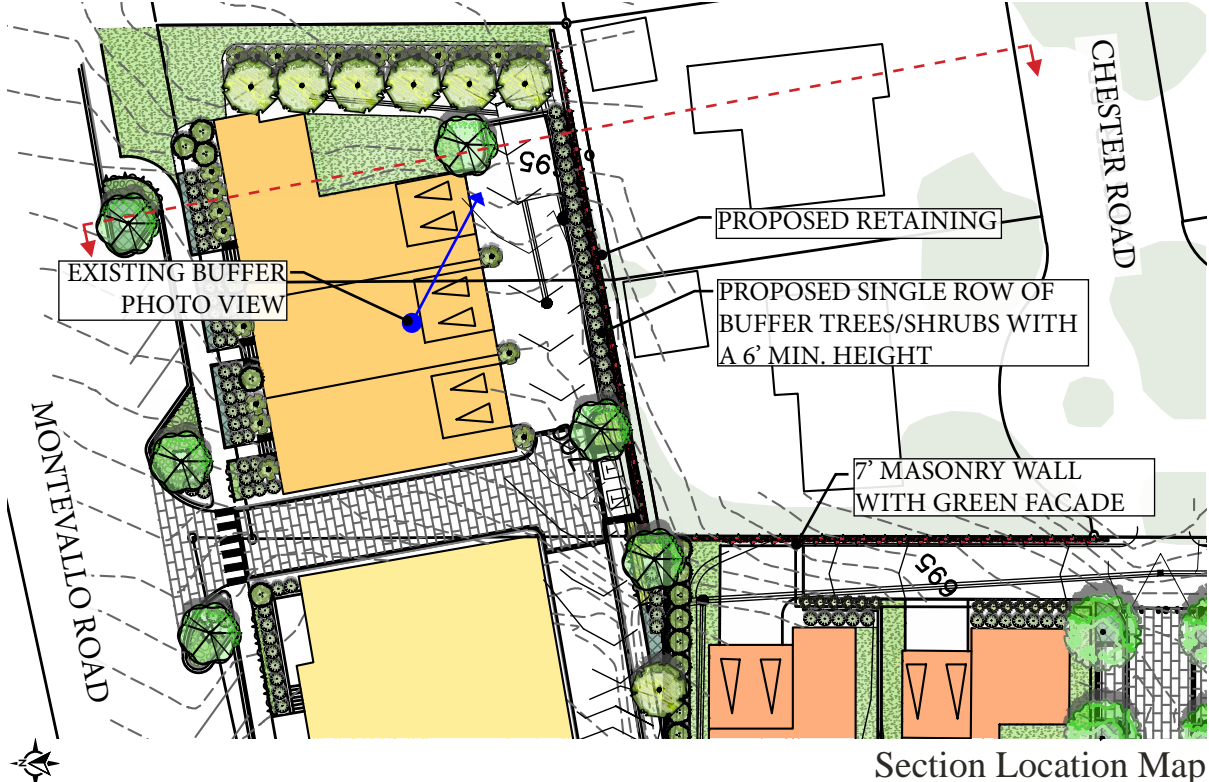 CHESTER ROAD
95
PROPOSED RETAINING
EXISTING BUFFER
PHOTO VIEW
PROPOSED SINGLE ROW OF
BUFFER TREES/SHRUBS WITH
A 6' MIN. HEIGHT
MONTEVALLO ROAD
7' MASONRY WALL
WITH GREEN FACADE
695
N
Section Location Map